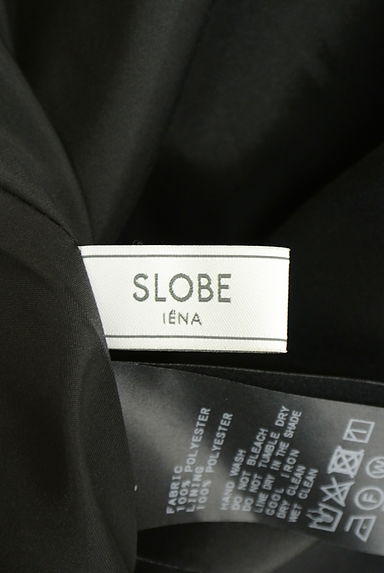 SLOBE
IÉNA
FABRIC
100% POLYESTER
LINING
100% POLYESTER
HAND WASH
DO NOT BLEACH
DO NOT TUMBLE DRY
LINE DRY IN THE SHADE
COOL IRON
DRY CLEAN
WET CLEAN
F
W